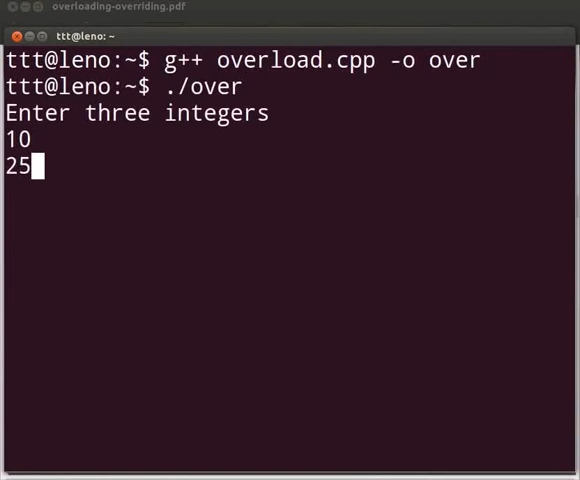 overloading-overriding.pdf
ttt@leno: ~
ttt@leno:~$ g++ overload.cpp -o over
ttt@leno:~$ ./over
Enter three integers
10
25